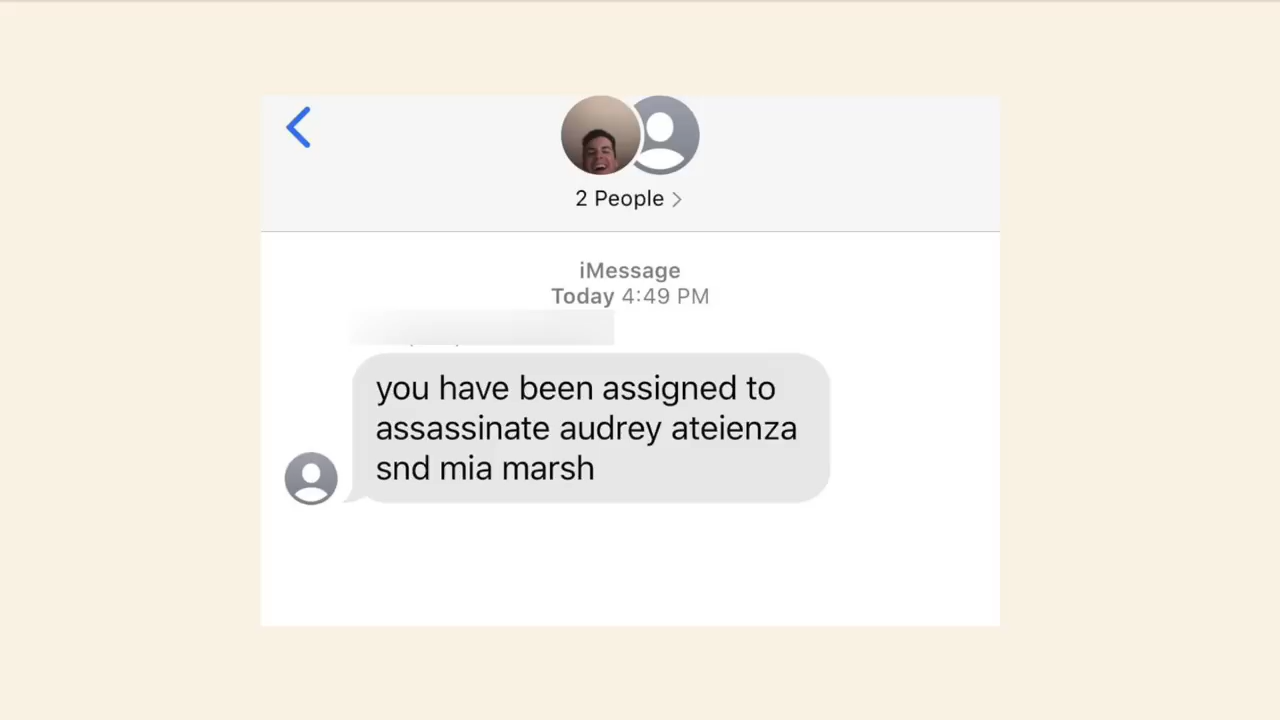 2 People >
iMessage
Today 4:49 PM
you have been assigned to
assassinate audrey ateienza
snd mia marsh